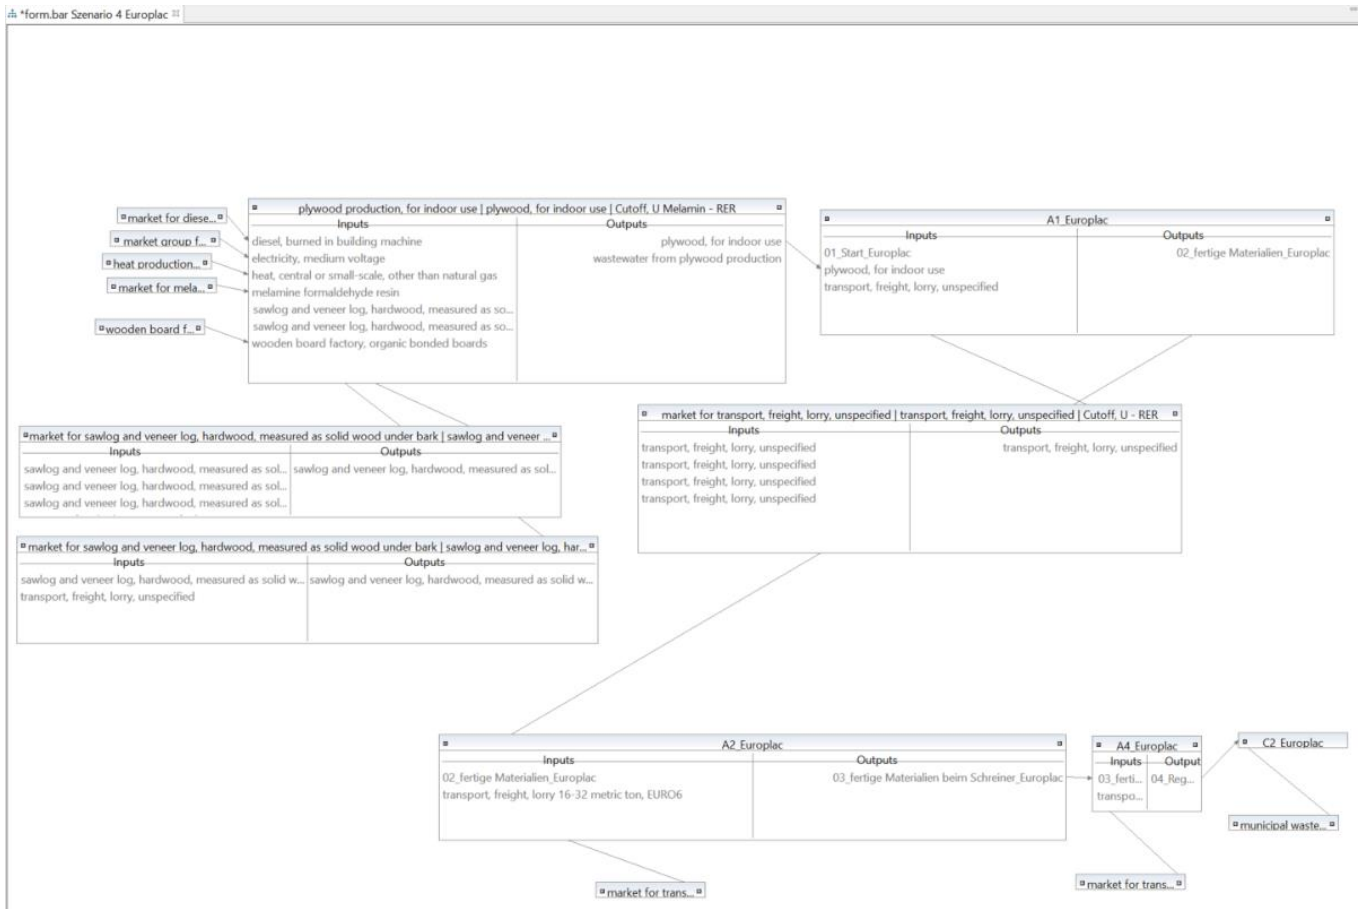 *form.bar Szenario 4 Europlac
plywood production, for indoor use | plywood, for indoor use | Cutoff, U Melamin - RER
Inputs
Outputs
diesel, burned in building machine
electricity, medium voltage
heat, central or small-scale, other than natural gas
melamine formaldehyde resin
sawlog and veneer log, hardwood, measured as so...
sawlog and veneer log, hardwood, measured as so...
wooden board factory, organic bonded boards
plywood, for indoor use
wastewater from plywood production
market for diese...
market group f...
heat production...
market for mela...
wooden board f...
A1_Europlac
Inputs
Outputs
01_Start_Europlac
plywood, for indoor use
transport, freight, lorry, unspecified
02_fertige Materialien_Europlac
market for sawlog and veneer log, hardwood, measured as solid wood under bark | sawlog and veneer ...
Inputs
Outputs
sawlog and veneer log, hardwood, measured as sol...
sawlog and veneer log, hardwood, measured as sol...
sawlog and veneer log, hardwood, measured as sol...
sawlog and veneer log, hardwood, measured as sol...
market for transport, freight, lorry, unspecified | transport, freight, lorry, unspecified | Cutoff, U - RER
Inputs
Outputs
transport, freight, lorry, unspecified
transport, freight, lorry, unspecified
transport, freight, lorry, unspecified
transport, freight, lorry, unspecified
transport, freight, lorry, unspecified
market for sawlog and veneer log, hardwood, measured as solid wood under bark | sawlog and veneer log, har...
Inputs
Outputs
sawlog and veneer log, hardwood, measured as solid w...
transport, freight, lorry, unspecified
sawlog and veneer log, hardwood, measured as solid w...
A2_Europlac
Inputs
Outputs
02_fertige Materialien_Europlac
transport, freight, lorry 16-32 metric ton, EURO6
03_fertige Materialien beim Schreiner_Europlac
A4_Europlac
Inputs
Output
03_ferti...
transpo...
04_Reg...
C2_Europlac
municipal waste...
market for trans...
market for trans...